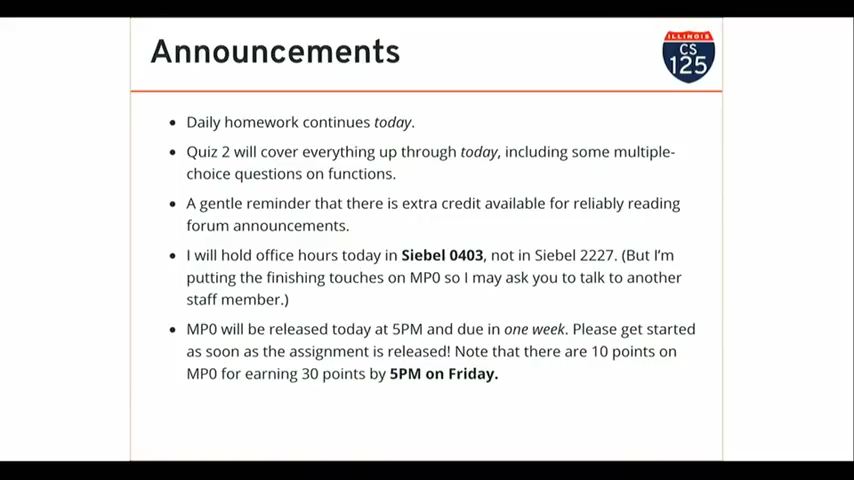 Announcements
ILLINOIS
CS
125
• Daily homework continues today.
• Quiz 2 will cover everything up through today, including some multiple-
choice questions on functions.
• A gentle reminder that there is extra credit available for reliably reading
forum announcements.
• I will hold office hours today in Siebel 0403, not in Siebel 2227. (But I'm
putting the finishing touches on MP0 so I may ask you to talk to another
staff member.)
• MP0 will be released today at 5PM and due in one week. Please get started
as soon as the assignment is released! Note that there are 10 points on
MP0 for earning 30 points by 5PM on Friday.